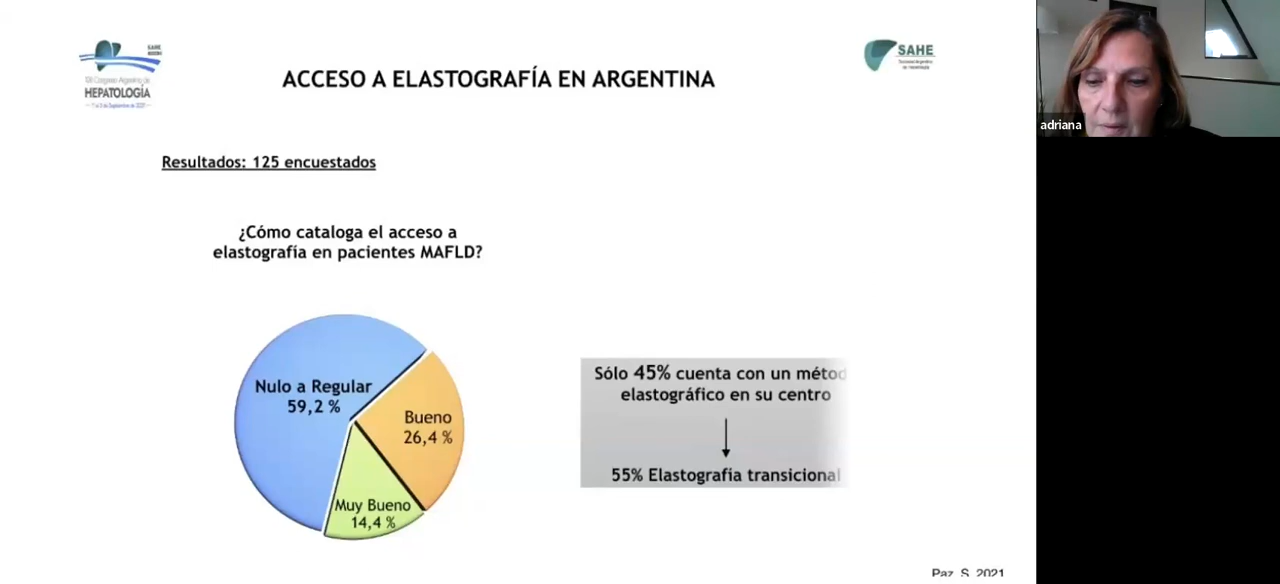 SAHE
HEPATOLOGÍA
SAHE
ACCESO A ELASTOGRAFÍA EN ARGENTINA
adriana
Resultados: 125 encuestados
¿Cómo cataloga el acceso a
elastografía en pacientes MAFLD?
Nulo a Regular
59,2 %
Bueno
26,4 %
Muy Bueno
14,4 %
Sólo 45% cuenta con un métod
elastográfico en su centro
55% Elastografía transicional
Paz, S. 2021